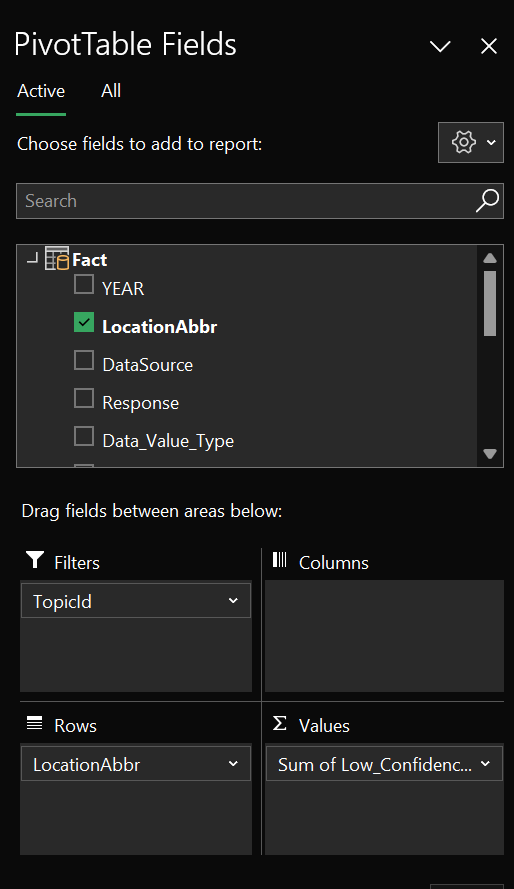 PivotTable Fields
Active All
Choose fields to add to report:
Search
Fact
YEAR
LocationAbbr
DataSource
Response
Data_Value_Type
Drag fields between areas below:
Filters
Columns
TopicId
Rows
Σ Values
LocationAbbr
Sum of Low_Confidenc...